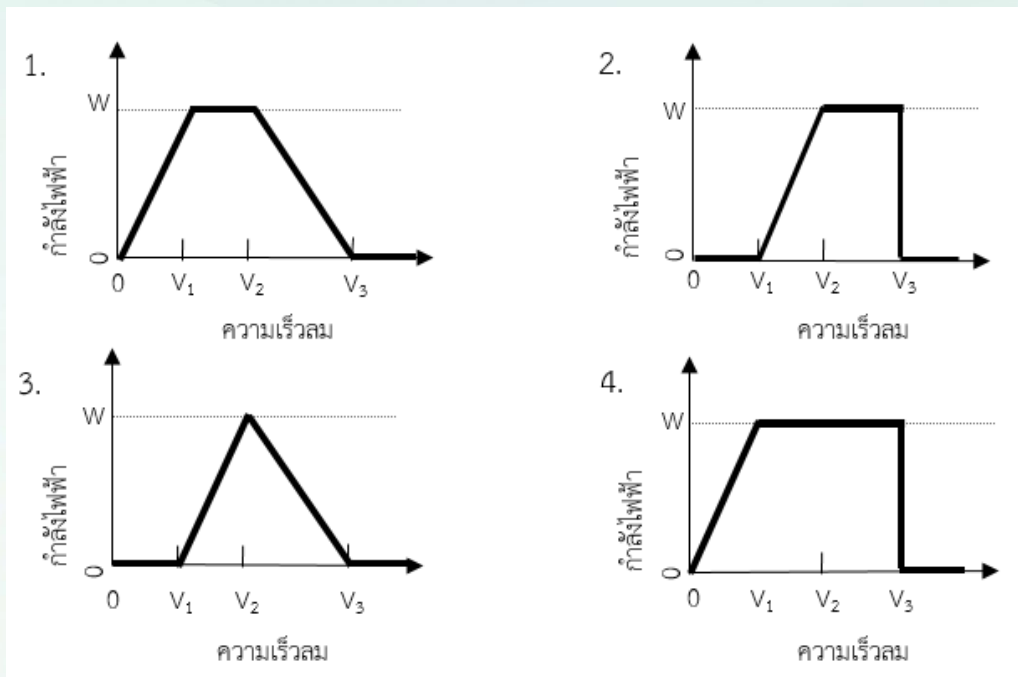 1.
W
กำลังไฟฟ้า
0
0 V₁ V₂ V₃
ความเร็วลม
2.
W
กำลังไฟฟ้า
0
0 V₁ V₂ V₃
ความเร็วลม
3.
W
กำลังไฟฟ้า
0
0 V₁ V₂ V₃
ความเร็วลม
4.
W
กำลังไฟฟ้า
0
0 V₁ V₂ V₃
ความเร็วลม